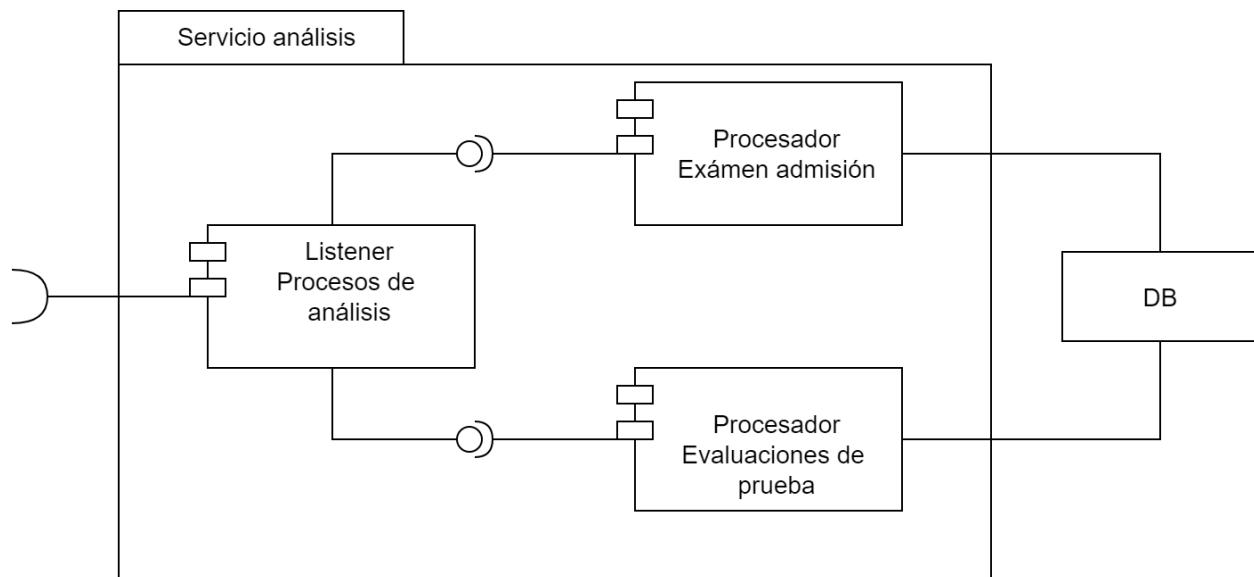 Servicio análisis
Procesador
Exámen admisión
Listener
Procesos de
análisis
DB
Procesador
Evaluaciones de
prueba